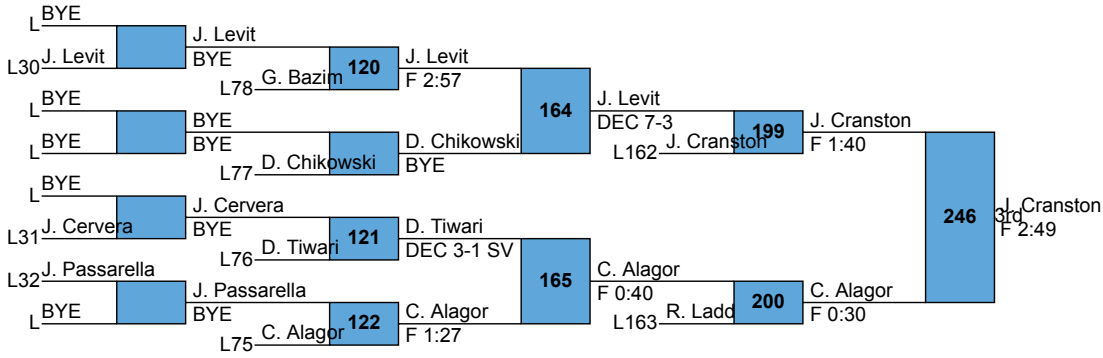 BYE
L
J. Levit
BYE
J. Levit
L30
120
J. Levit
F 2:57
G. Bazim
L78
164
J. Levit
DEC 7-3
BYE
L
BYE
L
BYE
BYE
D. Chikowski
BYE
D. Chikowski
L77
199
J. Cranston
F 1:40
J. Cranston
L162
246
3rd
J. Cranston
F 2:49
BYE
L
J. Cervera
BYE
J. Cervera
L31
121
D. Tiwari
DEC 3-1 SV
D. Tiwari
L76
165
C. Alagor
F 0:40
J. Passarella
L32
J. Passarella
BYE
BYE
L
122
C. Alagor
F 1:27
C. Alagor
L75
200
C. Alagor
F 0:30
R. Ladd
L163